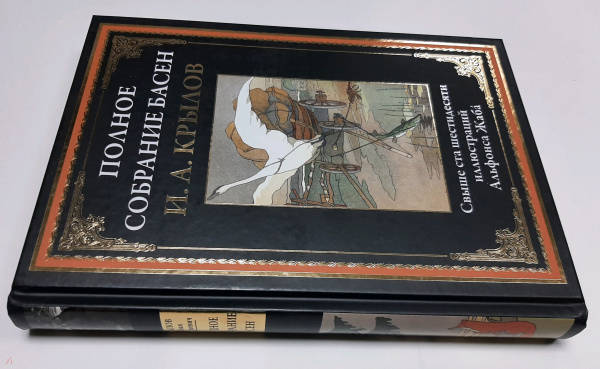 ПОЛНОЕ
СОБРАНИЕ БАСЕН
И. А. КРЫЛОВ
Свыше ста шестидесяти
иллюстраций
Альфонса Жаба́